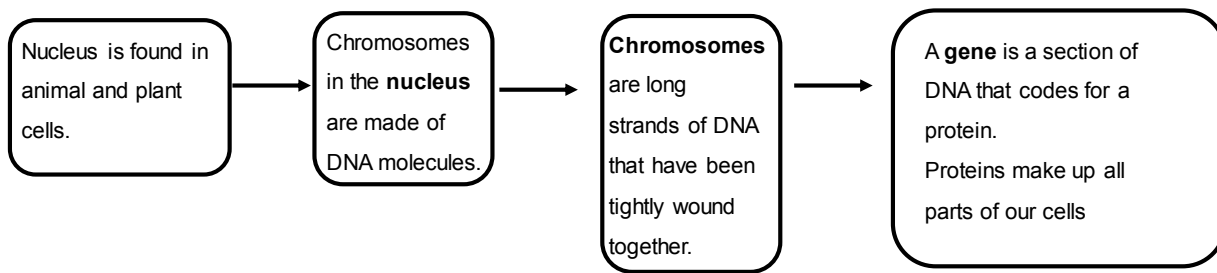 Nucleus is found in
animal and plant
cells.
Chromosomes
in the nucleus
are made of
DNA molecules.
Chromosomes
are long
strands of DNA
that have been
tightly wound
together.
A gene is a section of
DNA that codes for a
protein.
Proteins make up all
parts of our cells